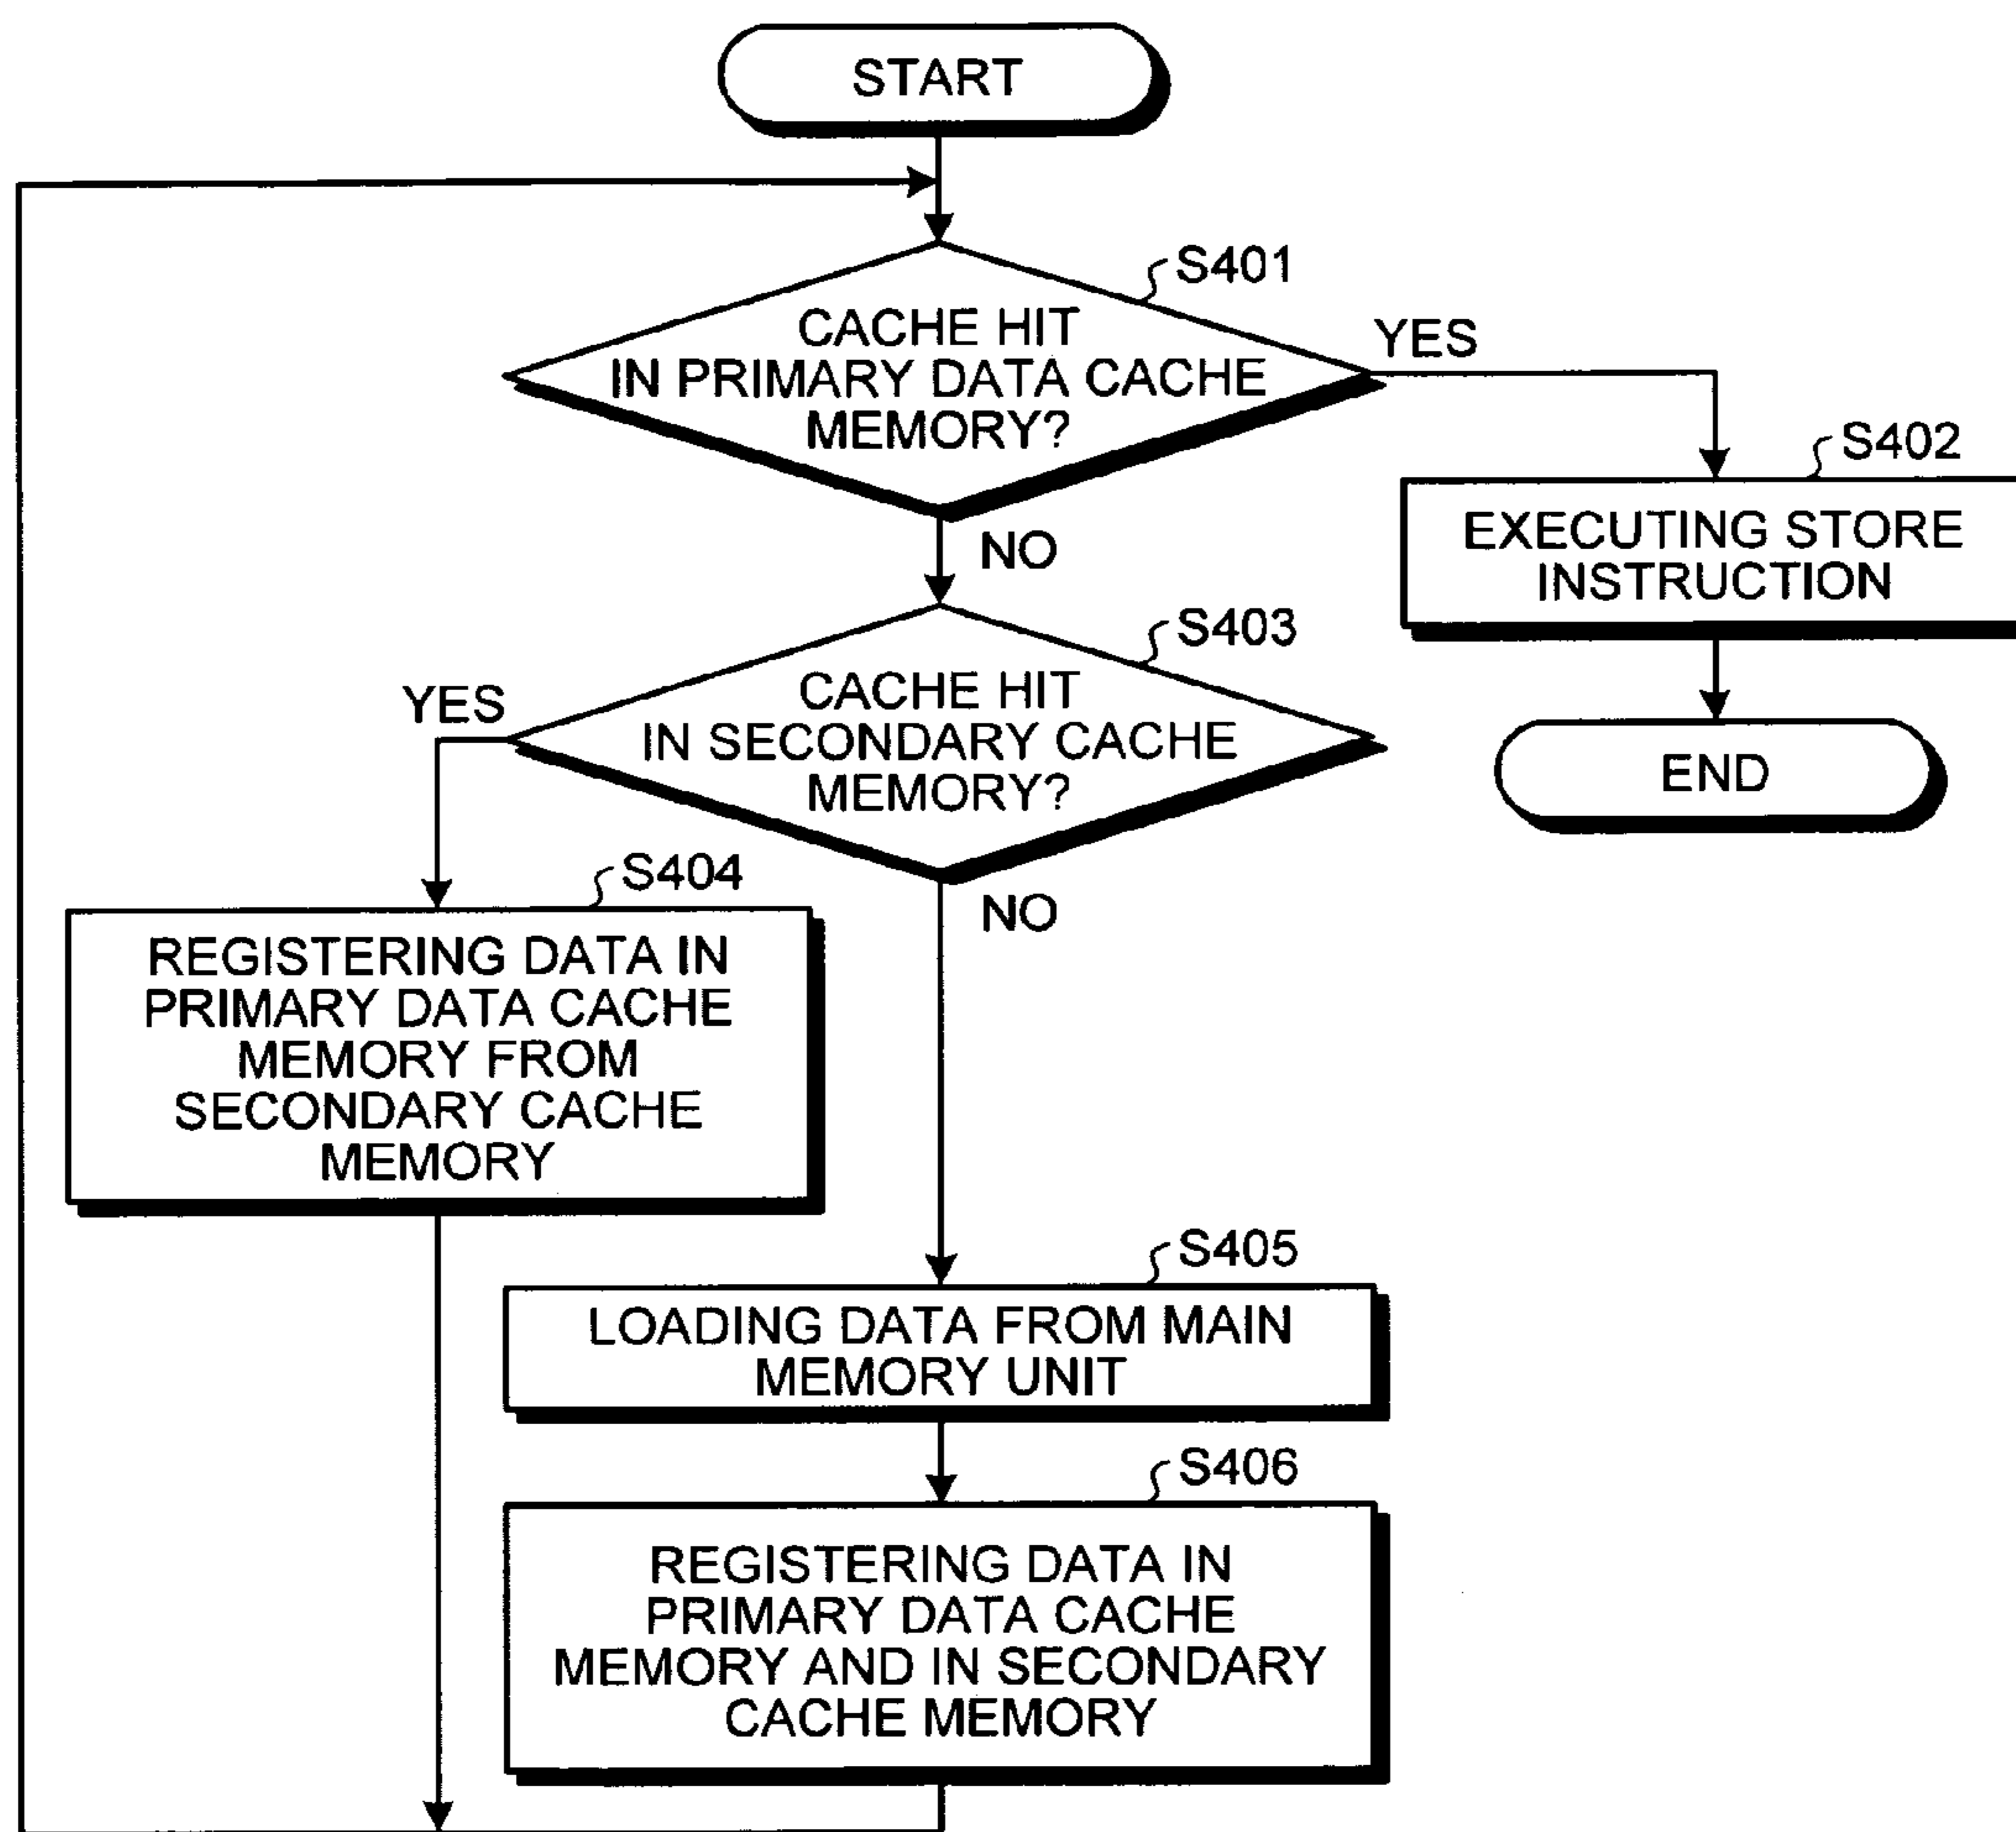 START
S401
CACHE HIT
IN PRIMARY DATA CACHE
MEMORY?
YES
NO
S402
EXECUTING STORE
INSTRUCTION
END
S403
CACHE HIT
IN SECONDARY CACHE
MEMORY?
YES
NO
S404
REGISTERING DATA IN
PRIMARY DATA CACHE
MEMORY FROM
SECONDARY CACHE
MEMORY
S405
LOADING DATA FROM MAIN
MEMORY UNIT
S406
REGISTERING DATA IN
PRIMARY DATA CACHE
MEMORY AND IN SECONDARY
CACHE MEMORY